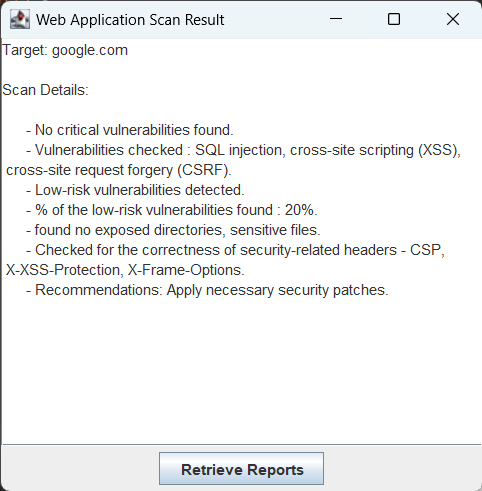 Web Application Scan Result
Target: google.com
Scan Details:
- No critical vulnerabilities found.
- Vulnerabilities checked : SQL injection, cross-site scripting (XSS),
cross-site request forgery (CSRF).
- Low-risk vulnerabilities detected.
- % of the low-risk vulnerabilities found : 20%.
- found no exposed directories, sensitive files.
- Checked for the correctness of security-related headers - CSP,
X-XSS-Protection, X-Frame-Options.
- Recommendations: Apply necessary security patches.
Retrieve Reports